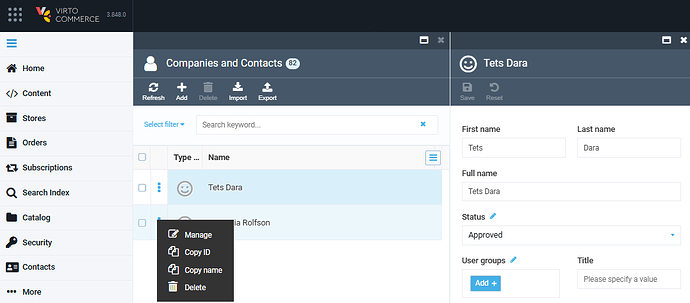 VIRTO COMMERCE 3.848.0
Home
Content
Stores
Orders
Subscriptions
Search Index
Catalog
Security
Contacts
More
Companies and Contacts 82
Refresh Add Delete Import Export
Select filter Search keyword...
Type ... Name
Tets Dara
Rolfson
Manage
Copy ID
Copy name
Delete
Tets Dara
Save Reset
First name Last name
Tets Dara
Full name
Tets Dara
Status
Approved
User groups Title
Add + Please specify a value